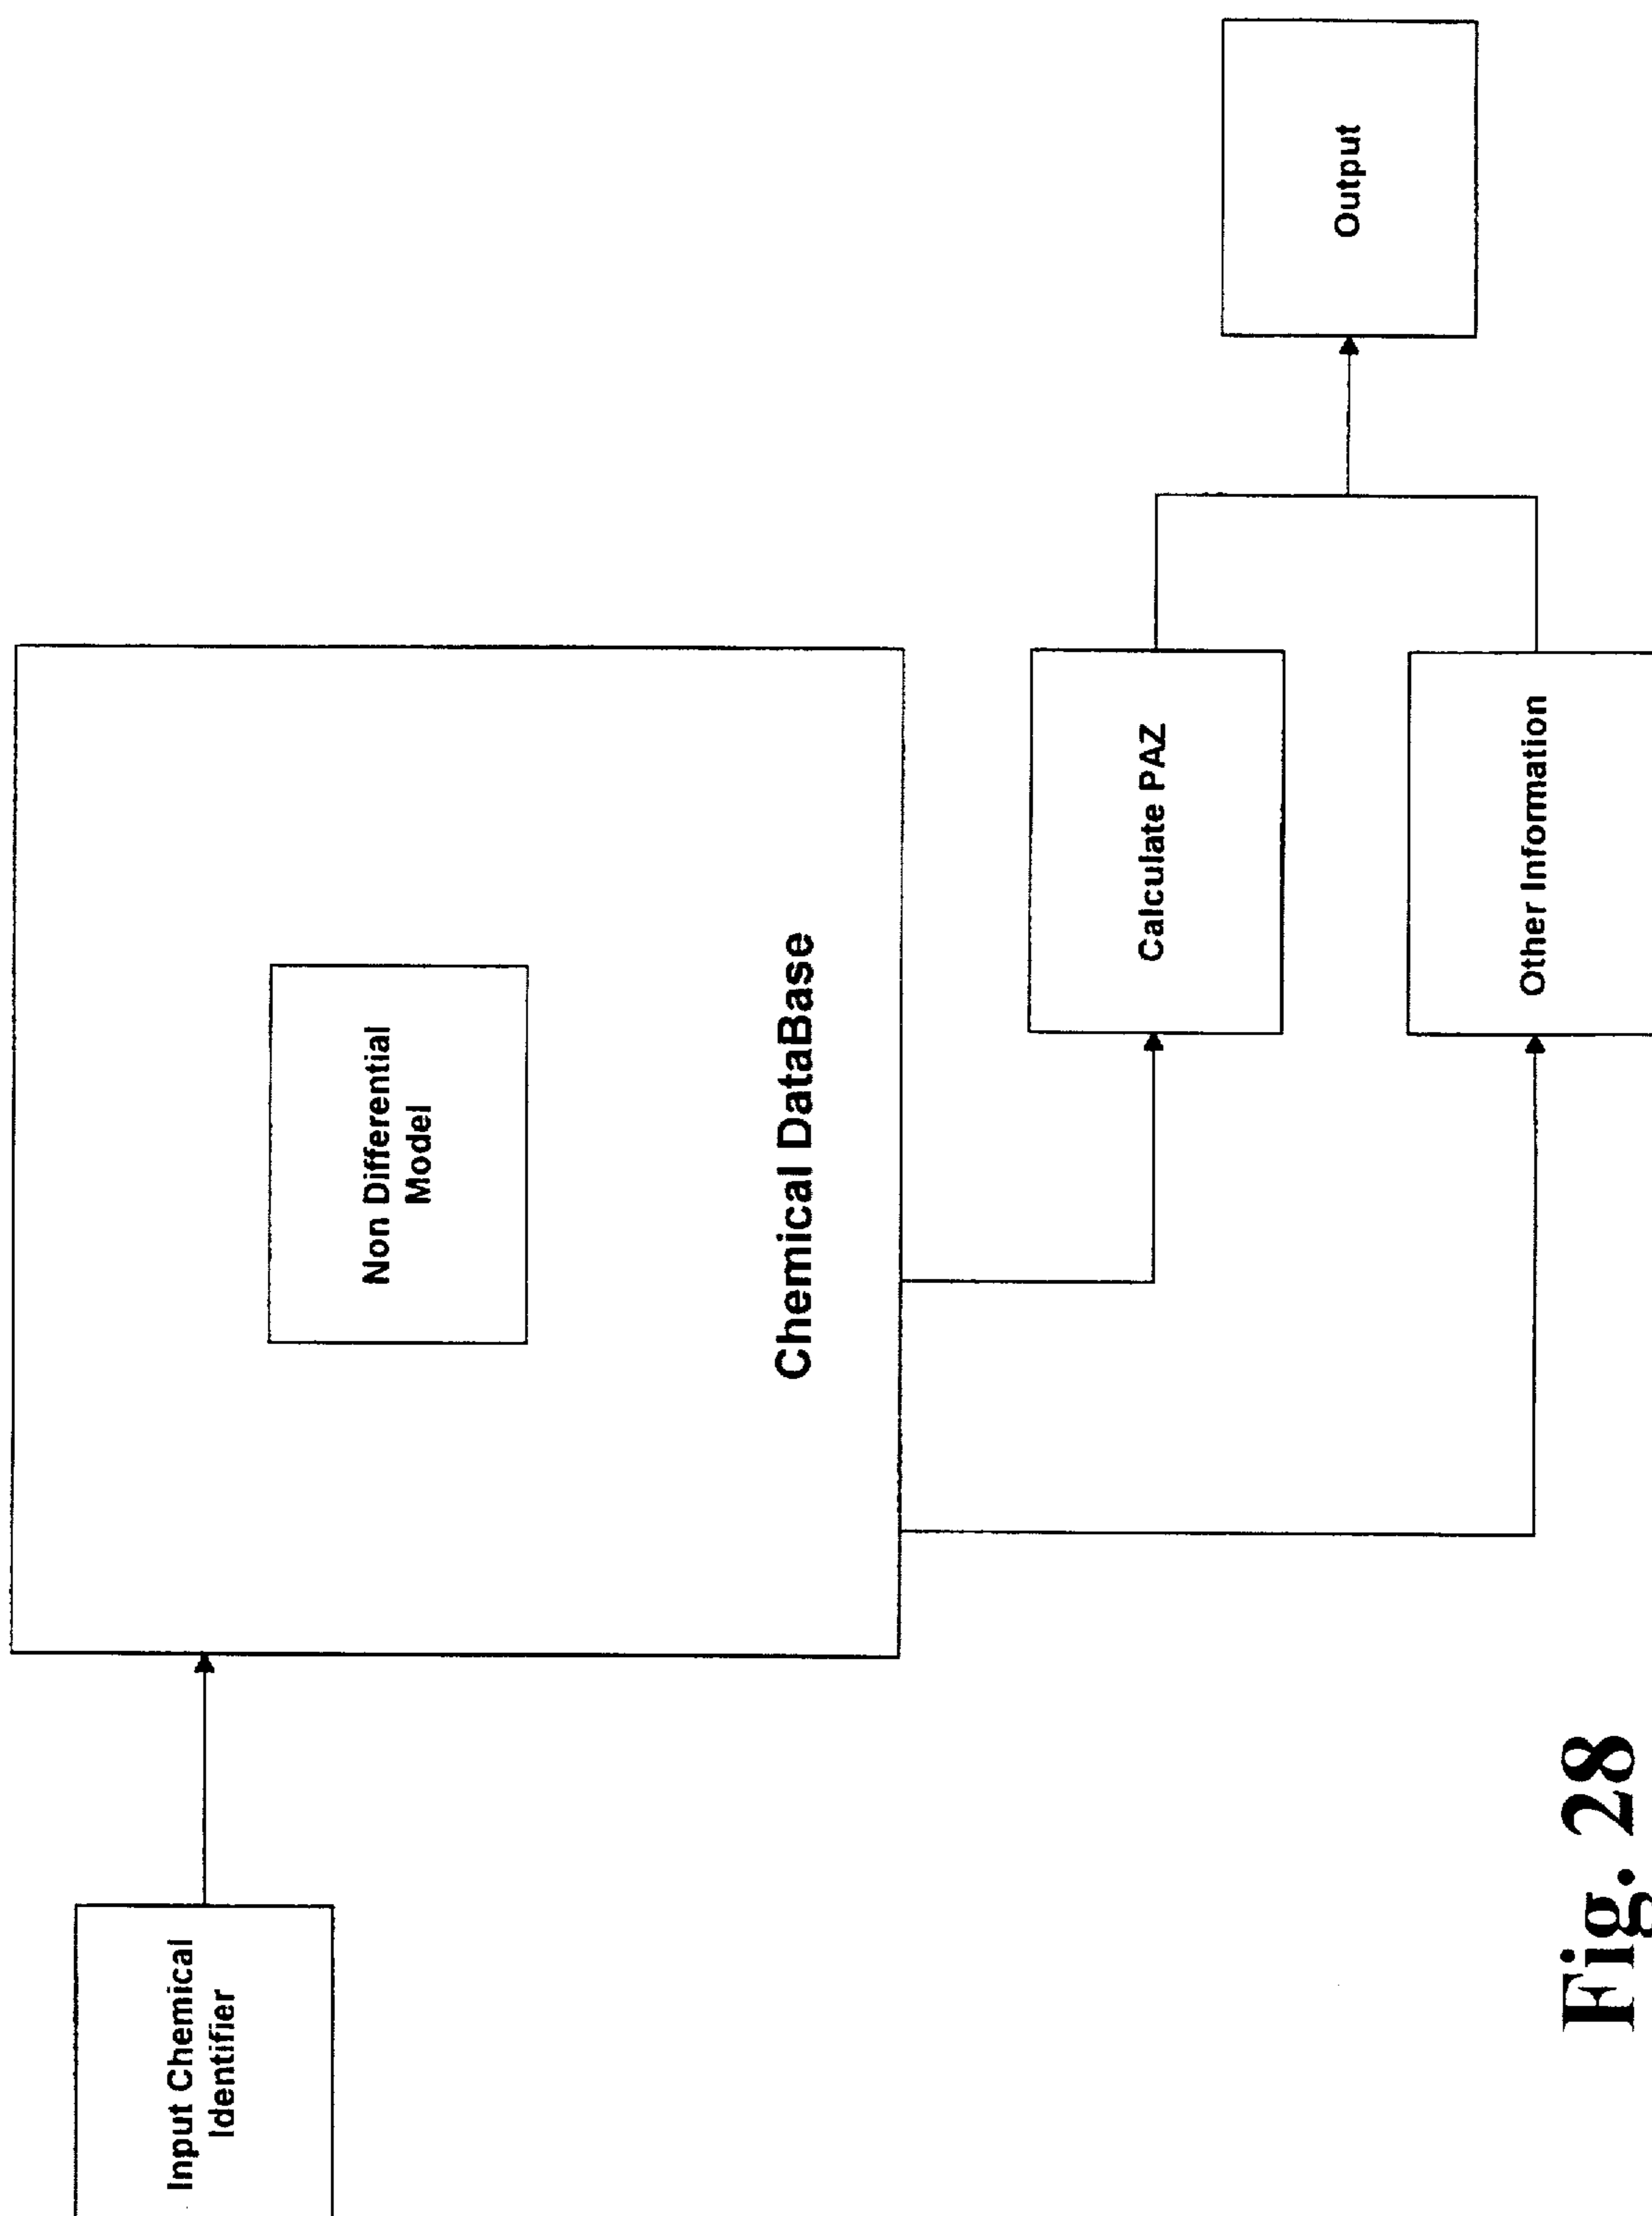 Input Chemical
Identifier
Non Differential
Model
Chemical DataBase
Calculate PAZ
Other Information
Output
Fig. 28